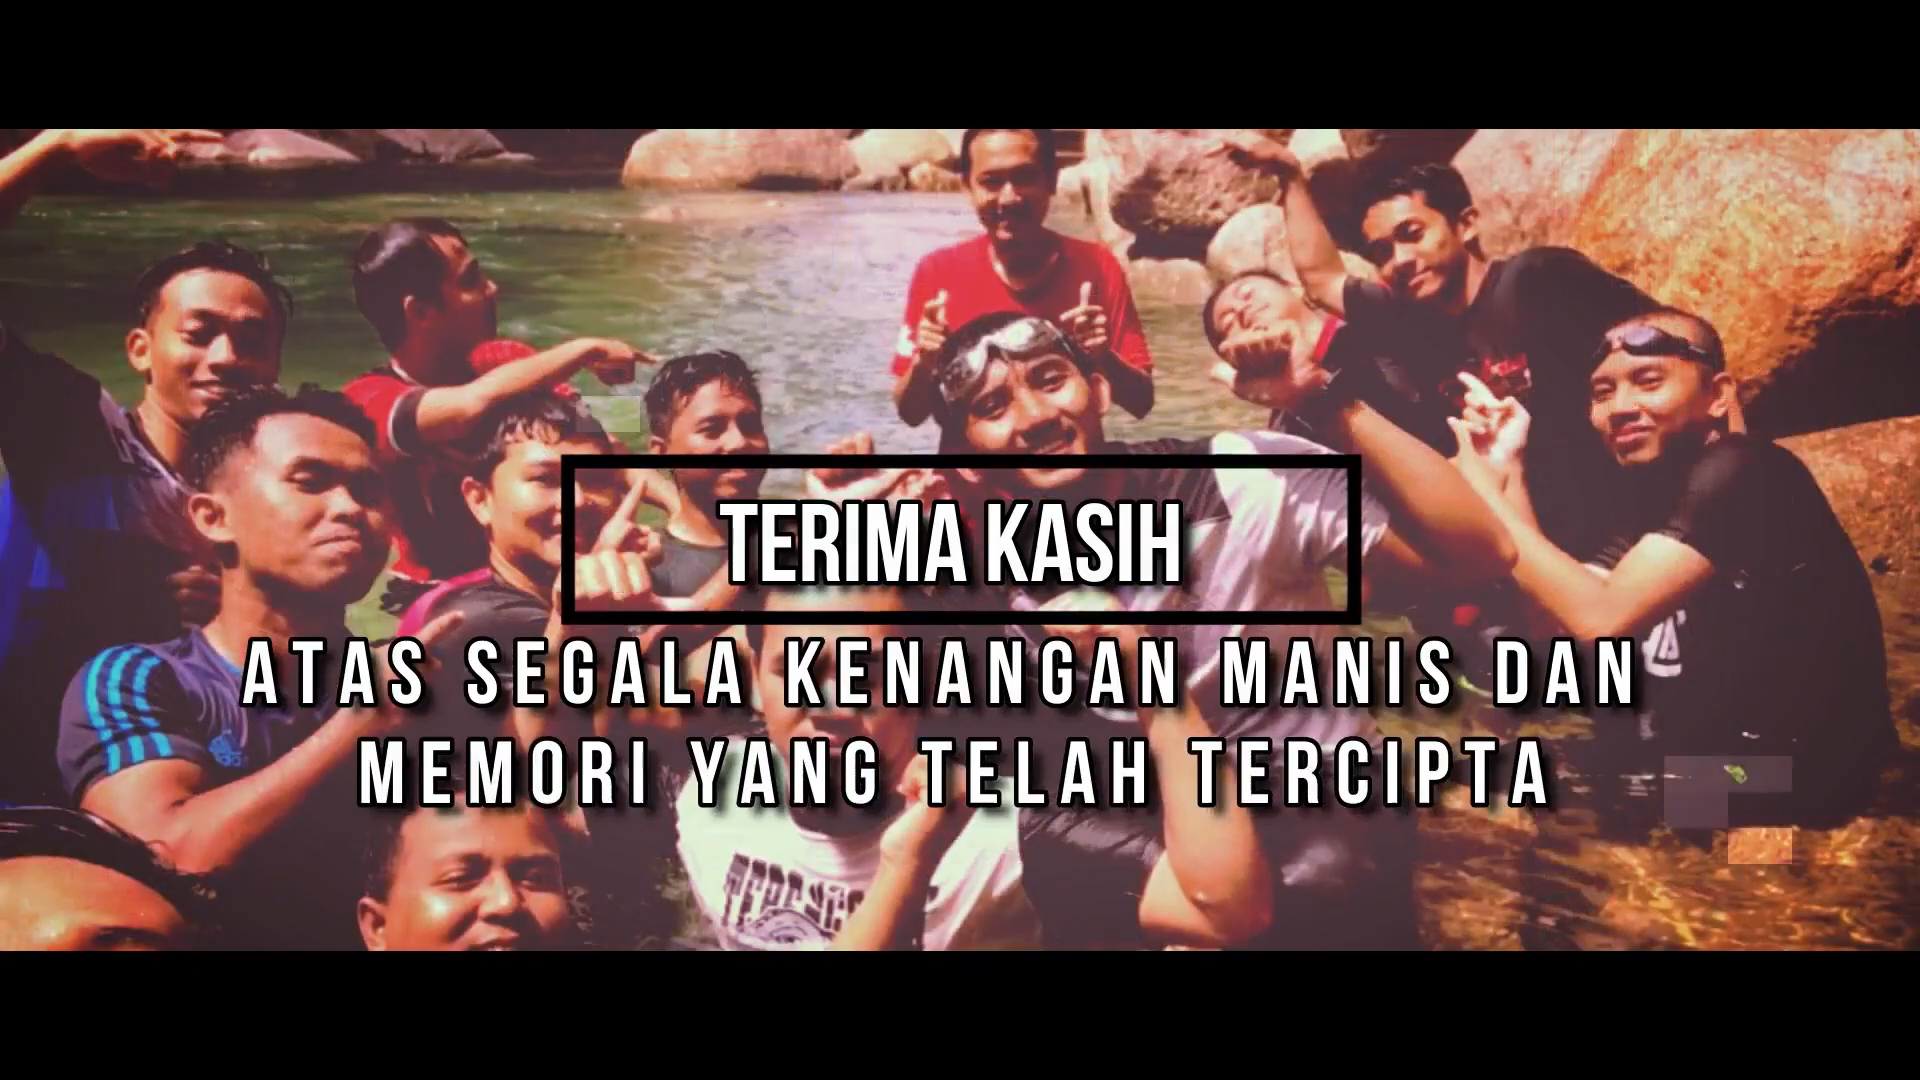 TERIMA KASIH
ATAS SEGALA KENANGAN MANIS DAN
MEMORI YANG TELAH TERCIPTA